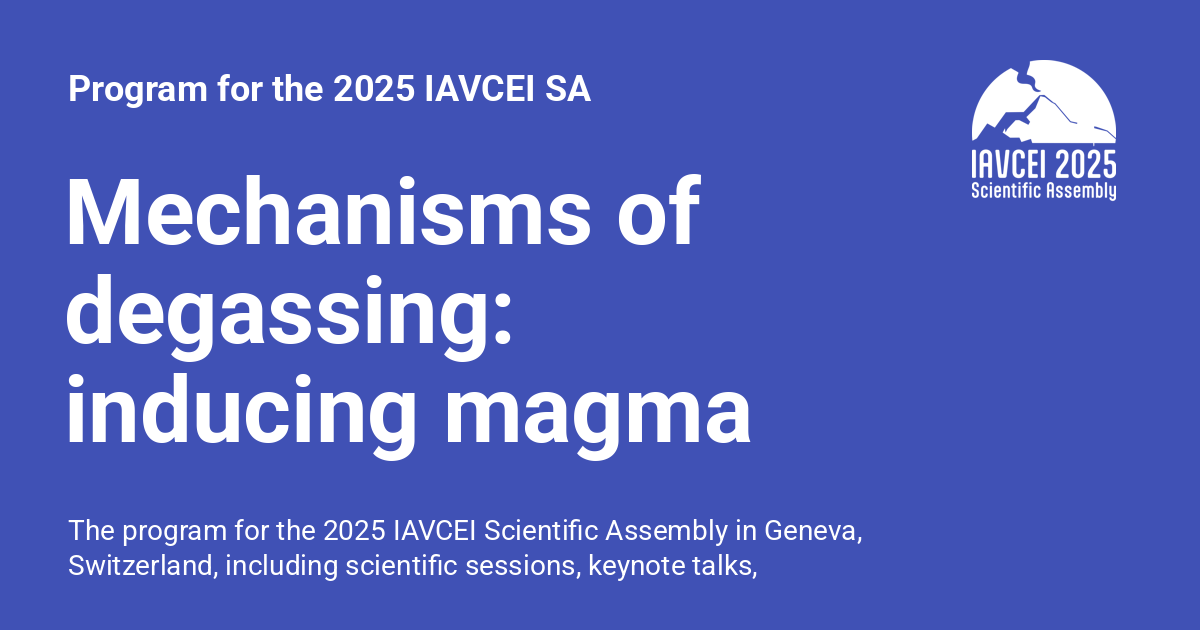 Program for the 2025 IAVCEI SA
IAVCEI 2025
Scientific Assembly
Mechanisms of
degassing:
inducing magma
The program for the 2025 IAVCEI Scientific Assembly in Geneva,
Switzerland, including scientific sessions, keynote talks,